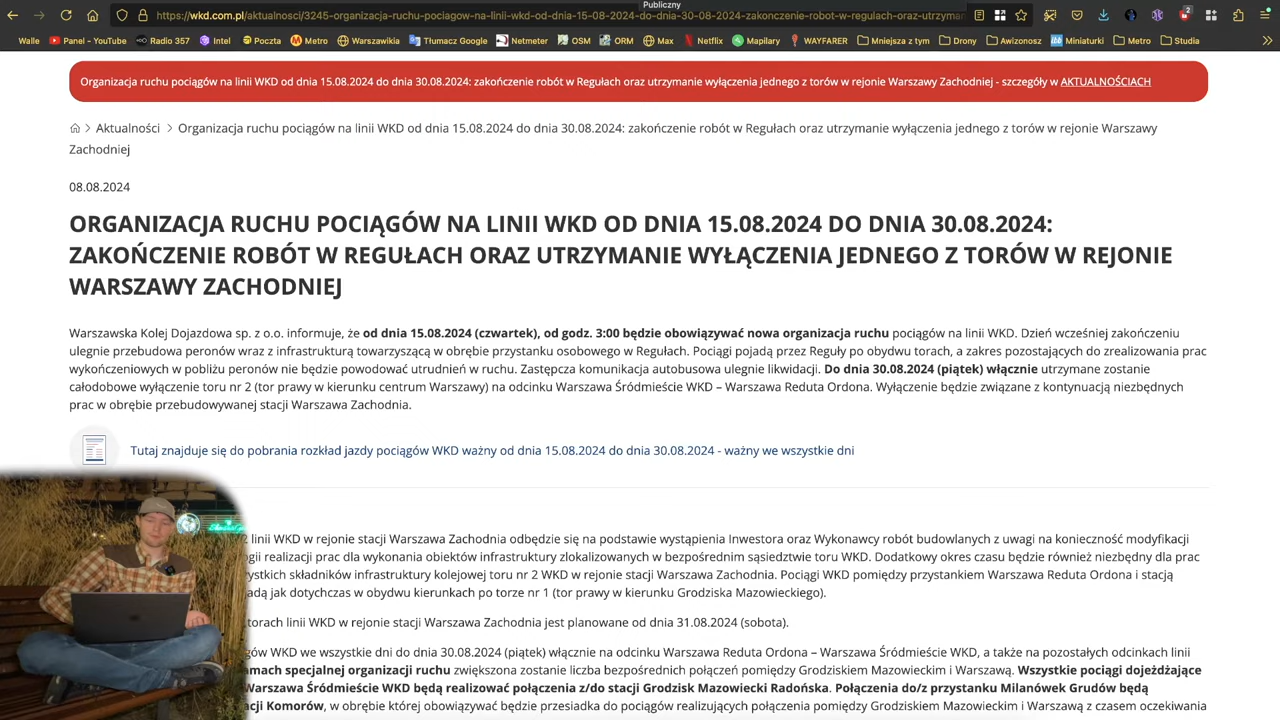 Publiczny
https://wkd.com.pl/aktualnosci/3245-organizacja-ruchu-pociagow-na-linii-wkd-od-dnia-15-08-2024-do-dnia-30-08-2024-zakonczenie-robot-w-regulach-oraz-utrzyman
2
Walle Panel - YouTube Radio 357 Intel Poczta Metro Warszawikia Tłumacz Google Netmeter OSM ORM Max Netflix Mapilary WAYFARER Mniejsza z tym Drony Awizonosz Miniaturki Metro Studia
Organizacja ruchu pociągów na linii WKD od dnia 15.08.2024 do dnia 30.08.2024: zakończenie robót w Regułach oraz utrzymanie wyłączenia jednego z torów w rejonie Warszawy Zachodniej - szczegóły w AKTUALNOŚCIACH
Aktualności > Organizacja ruchu pociągów na linii WKD od dnia 15.08.2024 do dnia 30.08.2024: zakończenie robót w Regułach oraz utrzymanie wyłączenia jednego z torów w rejonie Warszawy
Zachodniej
08.08.2024
ORGANIZACJA RUCHU POCIĄGÓW NA LINII WKD OD DNIA 15.08.2024 DO DNIA 30.08.2024:
ZAKOŃCZENIE ROBÓT W REGUŁACH ORAZ UTRZYMANIE WYŁĄCZENIA JEDNEGO Z TORÓW W REJONIE
WARSZAWY ZACHODNIEJ
Warszawska Kolej Dojazdowa sp. z o.o. informuje, że od dnia 15.08.2024 (czwartek), od godz. 3:00 będzie obowiązywać nowa organizacja ruchu pociągów na linii WKD. Dzień wcześniej zakończeniu
ulegnie przebudowa peronów wraz z infrastrukturą towarzyszącą w obrębie przystanku osobowego w Regułach. Pociągi pojadą przez Reguły po obydwu torach, a zakres pozostających do zrealizowania prac
wykończeniowych w pobliżu peronów nie będzie powodować utrudnień w ruchu. Zastępcza komunikacja autobusowa ulegnie likwidacji. Do dnia 30.08.2024 (piątek) włącznie utrzymane zostanie
całodobowe wyłączenie toru nr 2 (tor prawy w kierunku centrum Warszawy) na odcinku Warszawa Śródmieście WKD – Warszawa Reduta Ordona. Wyłączenie będzie związane z kontynuacją niezbędnych
prac w obrębie przebudowywanej stacji Warszawa Zachodnia.
Tutaj znajduje się do pobrania rozkład jazdy pociągów WKD ważny od dnia 15.08.2024 do dnia 30.08.2024 - ważny we wszystkie dni
2 linii WKD w rejonie stacji Warszawa Zachodnia odbędzie się na podstawie wystąpienia Inwestora oraz Wykonawcy robót budowlanych z uwagi na konieczność modyfikacji
ogii realizacji prac dla wykonania obiektów infrastruktury zlokalizowanych w bezpośrednim sąsiedztwie toru WKD. Dodatkowy okres czasu będzie również niezbędny dla prac
ystkich składników infrastruktury kolejowej toru nr 2 WKD w rejonie stacji Warszawa Zachodnia. Pociągi WKD pomiędzy przystankiem Warszawa Reduta Ordona i stacją
adą jak dotychczas w obydwu kierunkach po torze nr 1 (tor prawy w kierunku Grodziska Mazowieckiego).
torach linii WKD w rejonie stacji Warszawa Zachodnia jest planowane od dnia 31.08.2024 (sobota).
gów WKD we wszystkie dni do dnia 30.08.2024 (piątek) włącznie na odcinku Warszawa Reduta Ordona – Warszawa Śródmieście WKD, a także na pozostałych odcinkach linii
mach specjalnej organizacji ruchu zwiększona zostanie liczba bezpośrednich połączeń pomiędzy Grodziskiem Mazowieckim i Warszawą. Wszystkie pociągi dojeżdżające
Warszawa Śródmieście WKD będą realizować połączenia z/do stacji Grodzisk Mazowiecki Radońska. Połączenia do/z przystanku Milanówek Grudów będą
acji Komorów, w obrębie której obowiązywać będzie przesiadka do pociągów realizujących połączenia pomiędzy Grodziskiem Mazowieckim i Warszawą z czasem oczekiwania